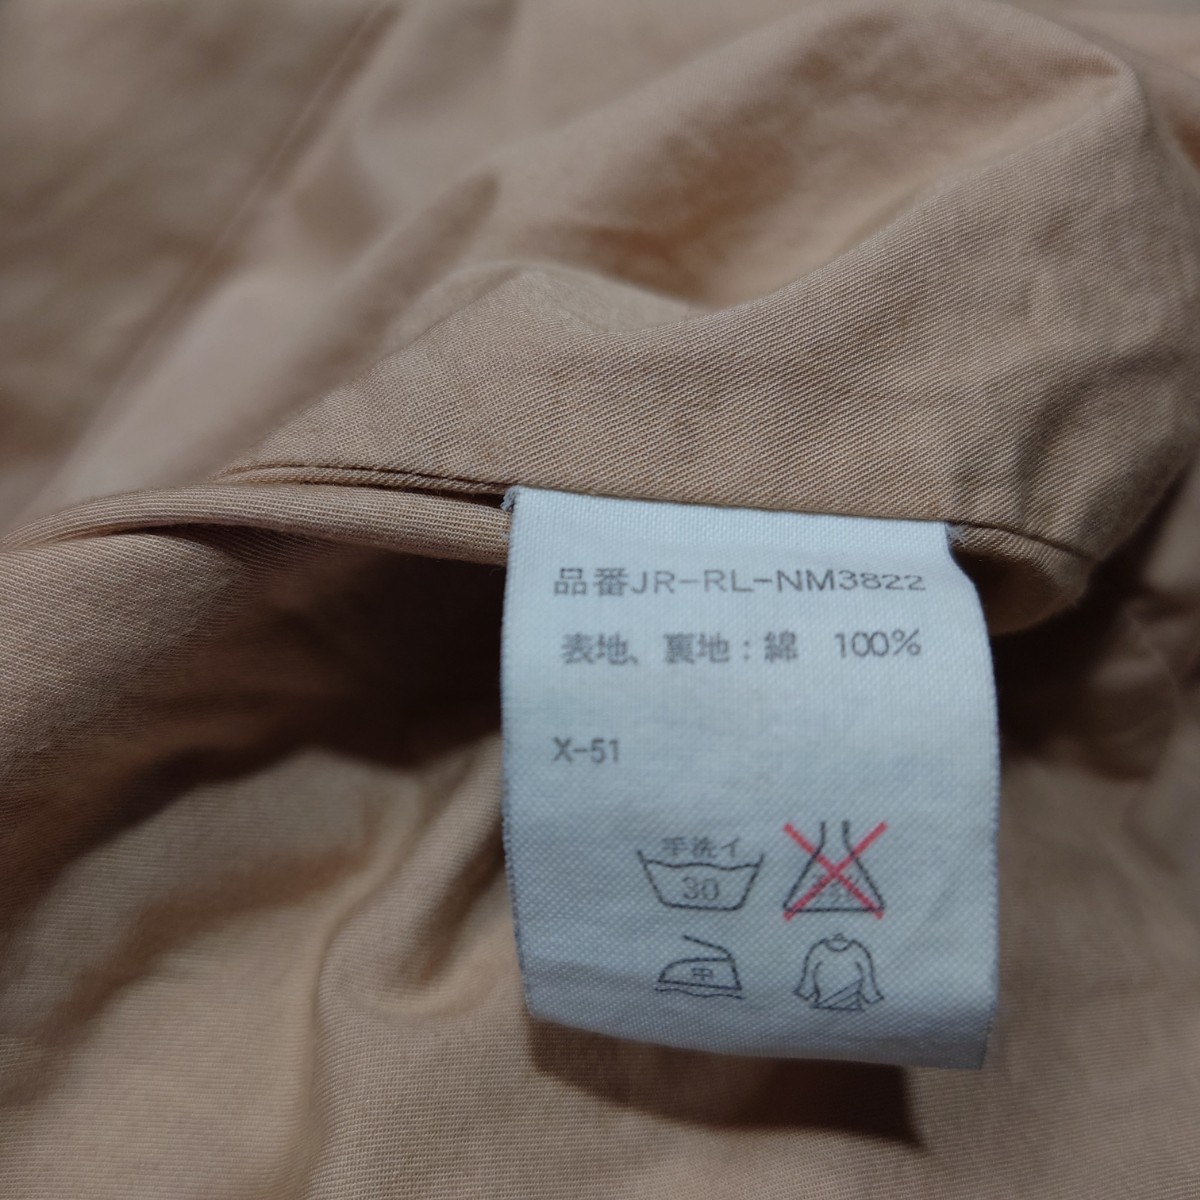 品番JR-RL-NM3822
表地、裏地:綿 100%
X-51
手洗イ
30
中